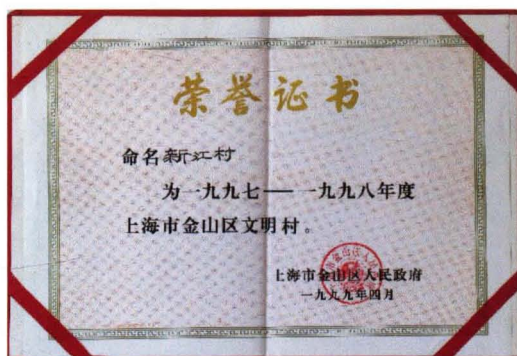 荣誉证书
命名新江村
为一九九七——一九九八年度
上海市金山区文明村。
上海市金山区人民政府
一九九九年四月